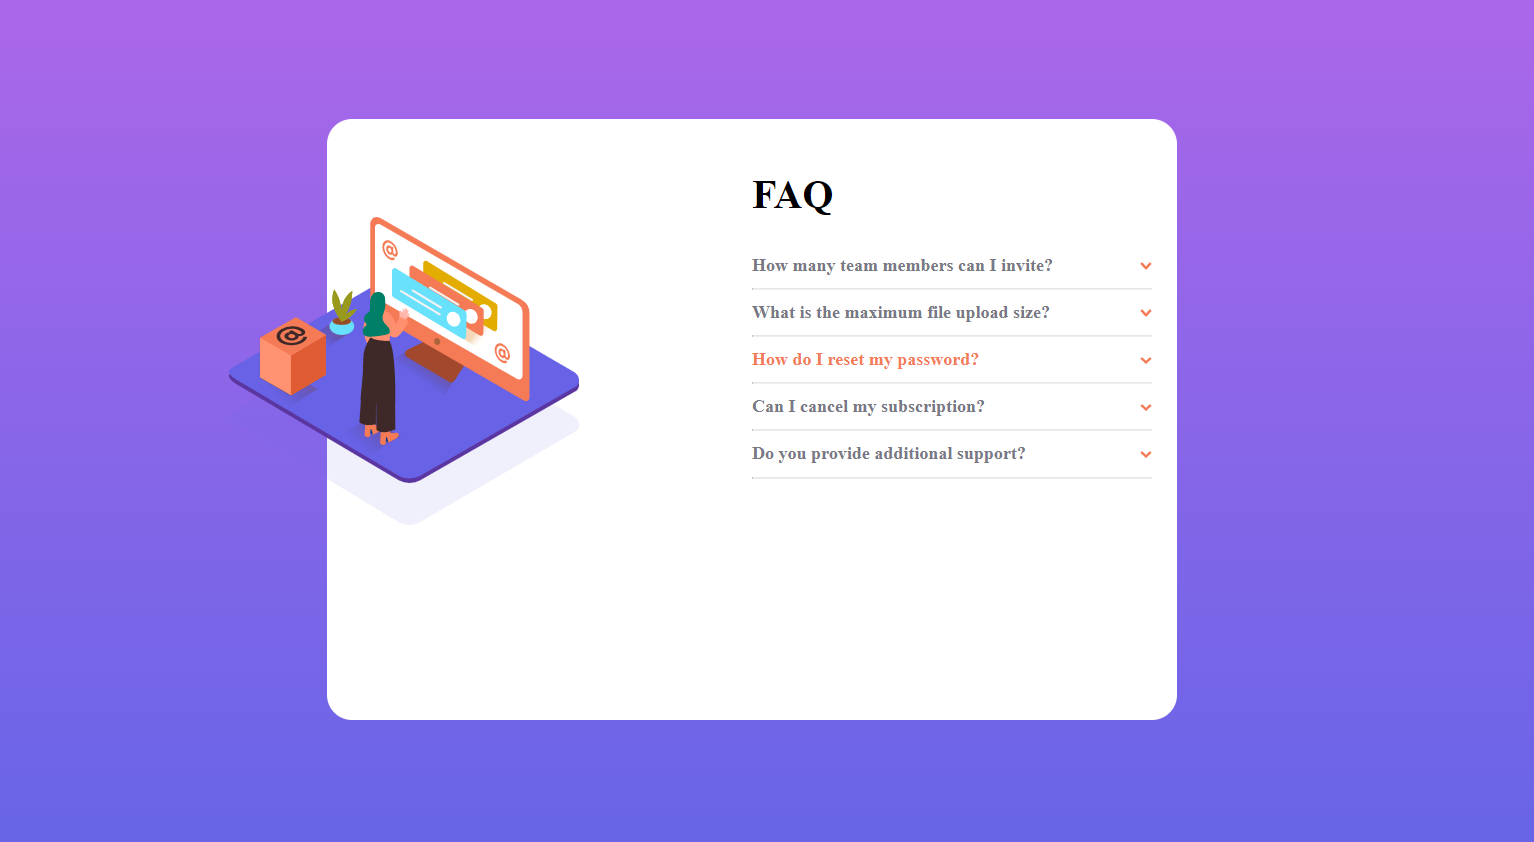 FAQ
How many team members can I invite?
What is the maximum file upload size?
How do I reset my password?
Can I cancel my subscription?
Do you provide additional support?
@
@
@